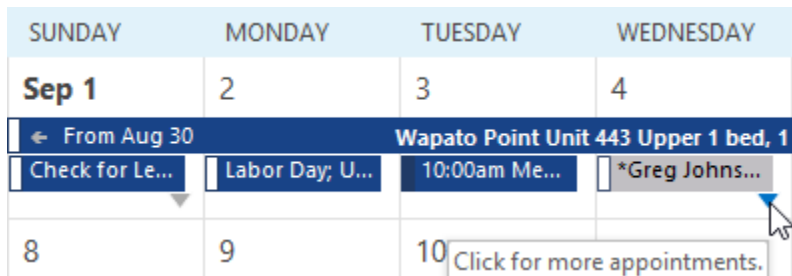 SUNDAY MONDAY TUESDAY WEDNESDAY
Sep 1 2 3 4
← From Aug 30 Wapato Point Unit 443 Upper 1 bed, 1
Check for Le... Labor Day; U... 10:00am Me... *Greg Johns...
8 9 10
Click for more appointments.